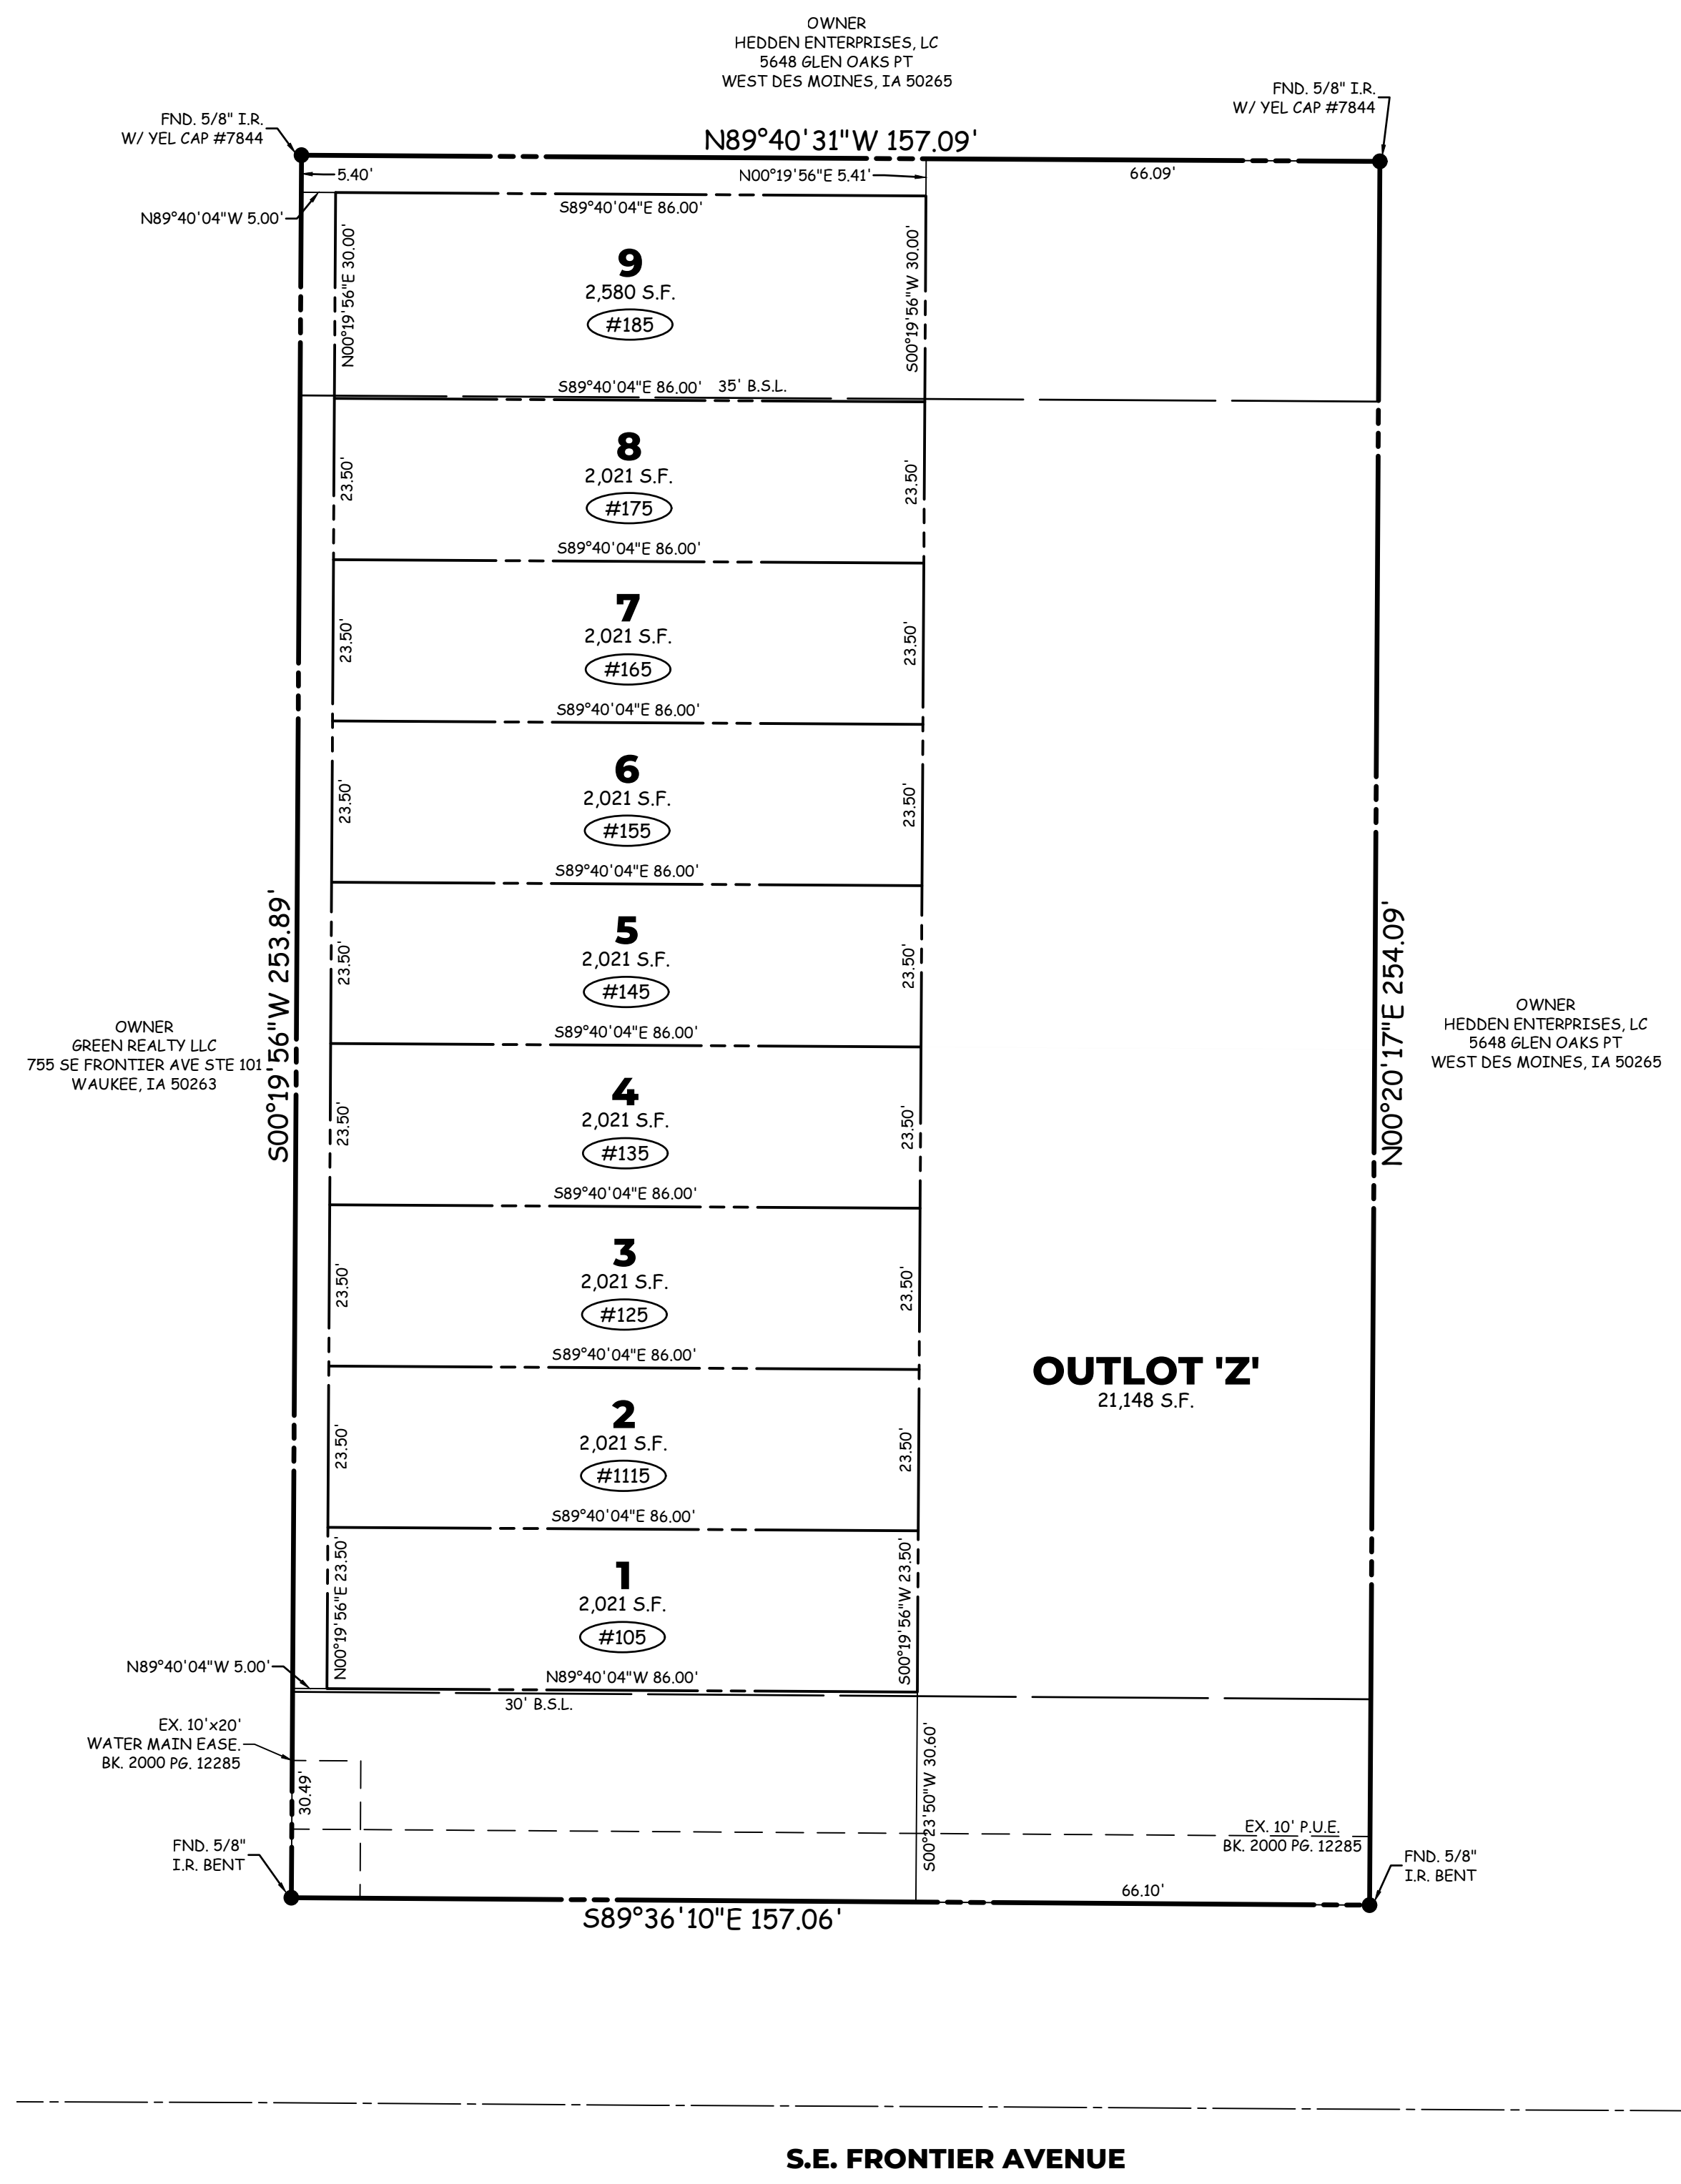 OWNER
HEDDEN ENTERPRISES, LC
5648 GLEN OAKS PT
WEST DES MOINES, IA 50265
FND. 5/8" I.R.
W/ YEL CAP #7844
FND. 5/8" I.R.
W/ YEL CAP #7844
N89°40'31"W 157.09'
5.40'
N00°19'56"E 5.41'
66.09'
N89°40'04"W 5.00'
S89°40'04"E 86.00'
N00°19'56"E 30.00'
9
2,580 S.F.
#185
S00°19'56"W 30.00'
S89°40'04"E 86.00'
35' B.S.L.
23.50'
8
2,021 S.F.
#175
23.50'
S89°40'04"E 86.00'
23.50'
7
2,021 S.F.
#165
23.50'
S89°40'04"E 86.00'
23.50'
6
2,021 S.F.
#155
23.50'
S89°40'04"E 86.00'
23.50'
5
2,021 S.F.
#145
23.50'
S89°40'04"E 86.00'
S00°19'56"W 253.89'
N00°20'17"E 254.09'
OWNER
GREEN REALTY LLC
755 SE FRONTIER AVE STE 101
WAUKEE, IA 50263
OWNER
HEDDEN ENTERPRISES, LC
5648 GLEN OAKS PT
WEST DES MOINES, IA 50265
23.50'
4
2,021 S.F.
#135
23.50'
S89°40'04"E 86.00'
23.50'
3
2,021 S.F.
#125
23.50'
S89°40'04"E 86.00'
OUTLOT 'Z'
21,148 S.F.
23.50'
2
2,021 S.F.
#1115
23.50'
S89°40'04"E 86.00'
N00°19'56"E 23.50'
1
2,021 S.F.
#105
S00°19'56"W 23.50'
N89°40'04"W 5.00'
N89°40'04"W 86.00'
30' B.S.L.
EX. 10'x20'
WATER MAIN EASE.
BK. 2000 PG. 12285
30.49'
S00°23'50"W 30.60'
EX. 10' P.U.E.
BK. 2000 PG. 12285
FND. 5/8"
I.R. BENT
FND. 5/8"
I.R. BENT
66.10'
S89°36'10"E 157.06'
S.E. FRONTIER AVENUE